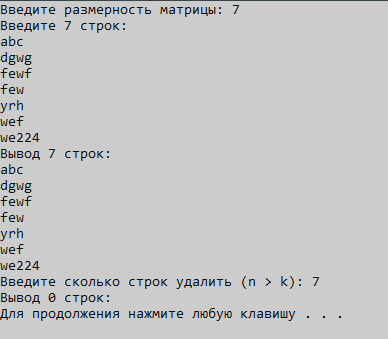 Введите размерность матрицы: 7
Введите 7 строк:
abc
dgwg
fewf
few
yrh
wef
we224
Вывод 7 строк:
abc
dgwg
fewf
few
yrh
wef
we224
Введите сколько строк удалить (n > k): 7
Вывод 0 строк:
Для продолжения нажмите любую клавишу . . .